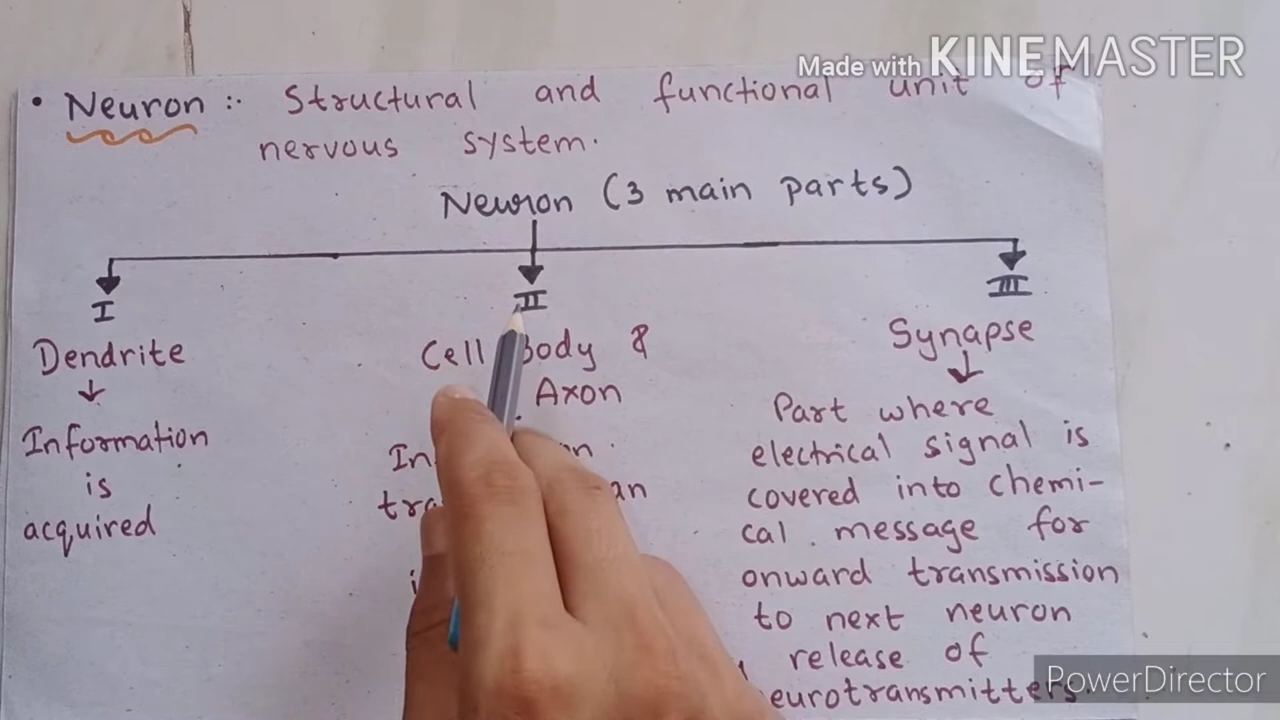 Made with KINEMASTER
• Neuron :- Structural and functional unit of
nervous system.
Neuron (3 main parts)
I
Dendrite
↓
Information
is
acquired
II
Cell Body &
Axon
III
Synapse
↓
Part where
electrical signal is
covered into chemi-
cal message for
onward transmission
to next neuron
release of
PowerDirector